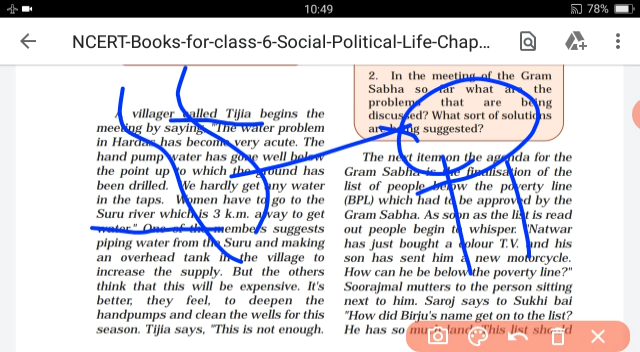 10:49
78%
NCERT-Books-for-class-6-Social-Political-Life-Chap...
villager called Tijia begins the
meeting by saying, "The water problem
in Hardas has become very acute. The
hand pump water has gone well below
the point up to which the ground has
been drilled. We hardly get any water
in the taps. Women have to go to the
Suru river which is 3 k.m. away to get
water." One of the members suggests
piping water from the Suru and making
an overhead tank in the village to
increase the supply. But the others
think that this will be expensive. It's
better, they feel, to deepen the
handpumps and clean the wells for this
season. Tijia says, "This is not enough.
2. In the meeting of the Gram
Sabha so far what are the
problems that are being
discussed? What sort of solutions
are being suggested?
The next item on the agenda for the
Gram Sabha is the finalisation of the
list of people below the poverty line
(BPL) which had to be approved by the
Gram Sabha. As soon as the list is read
out people begin to whisper. "Natwar
has just bought a colour T.V. and his
son has sent him a new motorcycle.
How can he be below the poverty line?"
Soorajmal mutters to the person sitting
next to him. Saroj says to Sukhi bai
"How did Birju's name get on to the list?
He has so much land. This list should